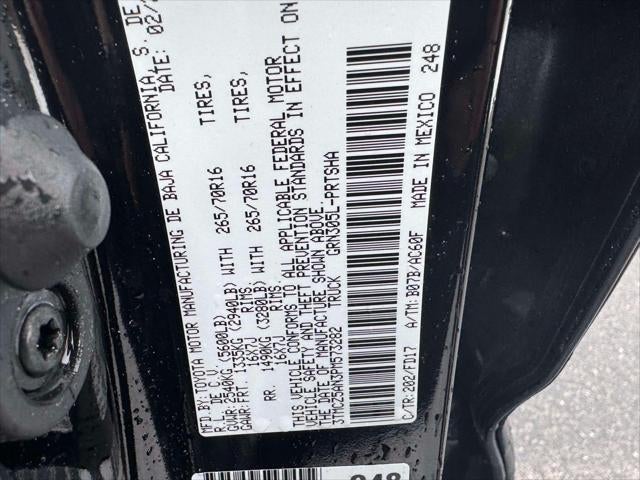 MFD.BY:TOYOTA MOTOR MANUFACTURING DE BAJA CALIFORNIA, S. DE
R.L. DE C.V. DATE: 02/
GVWR:2540KG (5600LB)
GAWR:FRT. 1335KG (2940LB) WITH 265/70R16 TIRES,
16X7J RIMS,
RR. 1490KG (3280LB) WITH 265/70R16 TIRES,
16X7J RIMS.
THIS VEHICLE CONFORMS TO ALL APPLICABLE FEDERAL MOTOR
VEHICLE SAFETY AND THEFT PREVENTION STANDARDS IN EFFECT ON
THE DATE OF MANUFACTURE SHOWN ABOVE.
TRUCK GRN305L-PRTSHA
C/TR:202/FD17 A/TM: B07B/AC60F MADE IN MEXICO 248
248